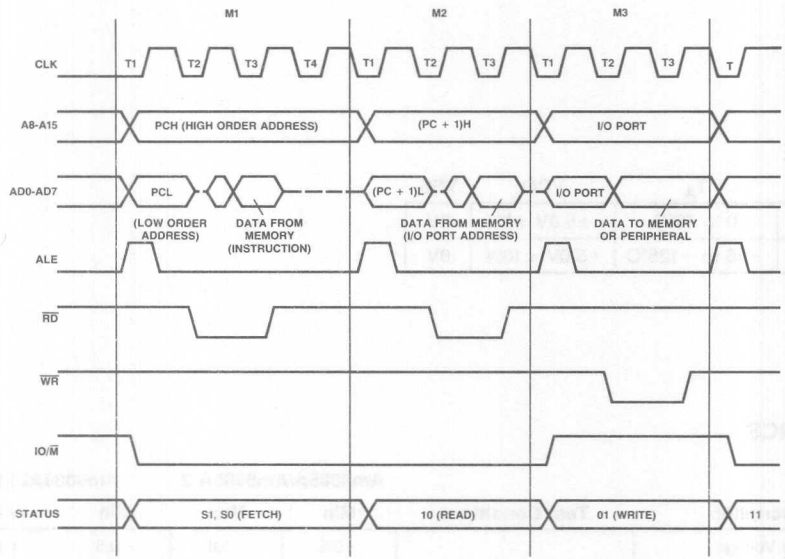 M1 M2 M3
CLK T1 T2 T3 T4 T1 T2 T3 T1 T2 T3 T
A8-A15 PCH (HIGH ORDER ADDRESS) (PC + 1)H I/O PORT
AD0-AD7 PCL (PC + 1)L I/O PORT
(LOW ORDER ADDRESS)
DATA FROM MEMORY (INSTRUCTION)
DATA FROM MEMORY (I/O PORT ADDRESS)
DATA TO MEMORY OR PERIPHERAL
ALE
RD
WR
IO/M
STATUS S1, S0 (FETCH) 10 (READ) 01 (WRITE) 11